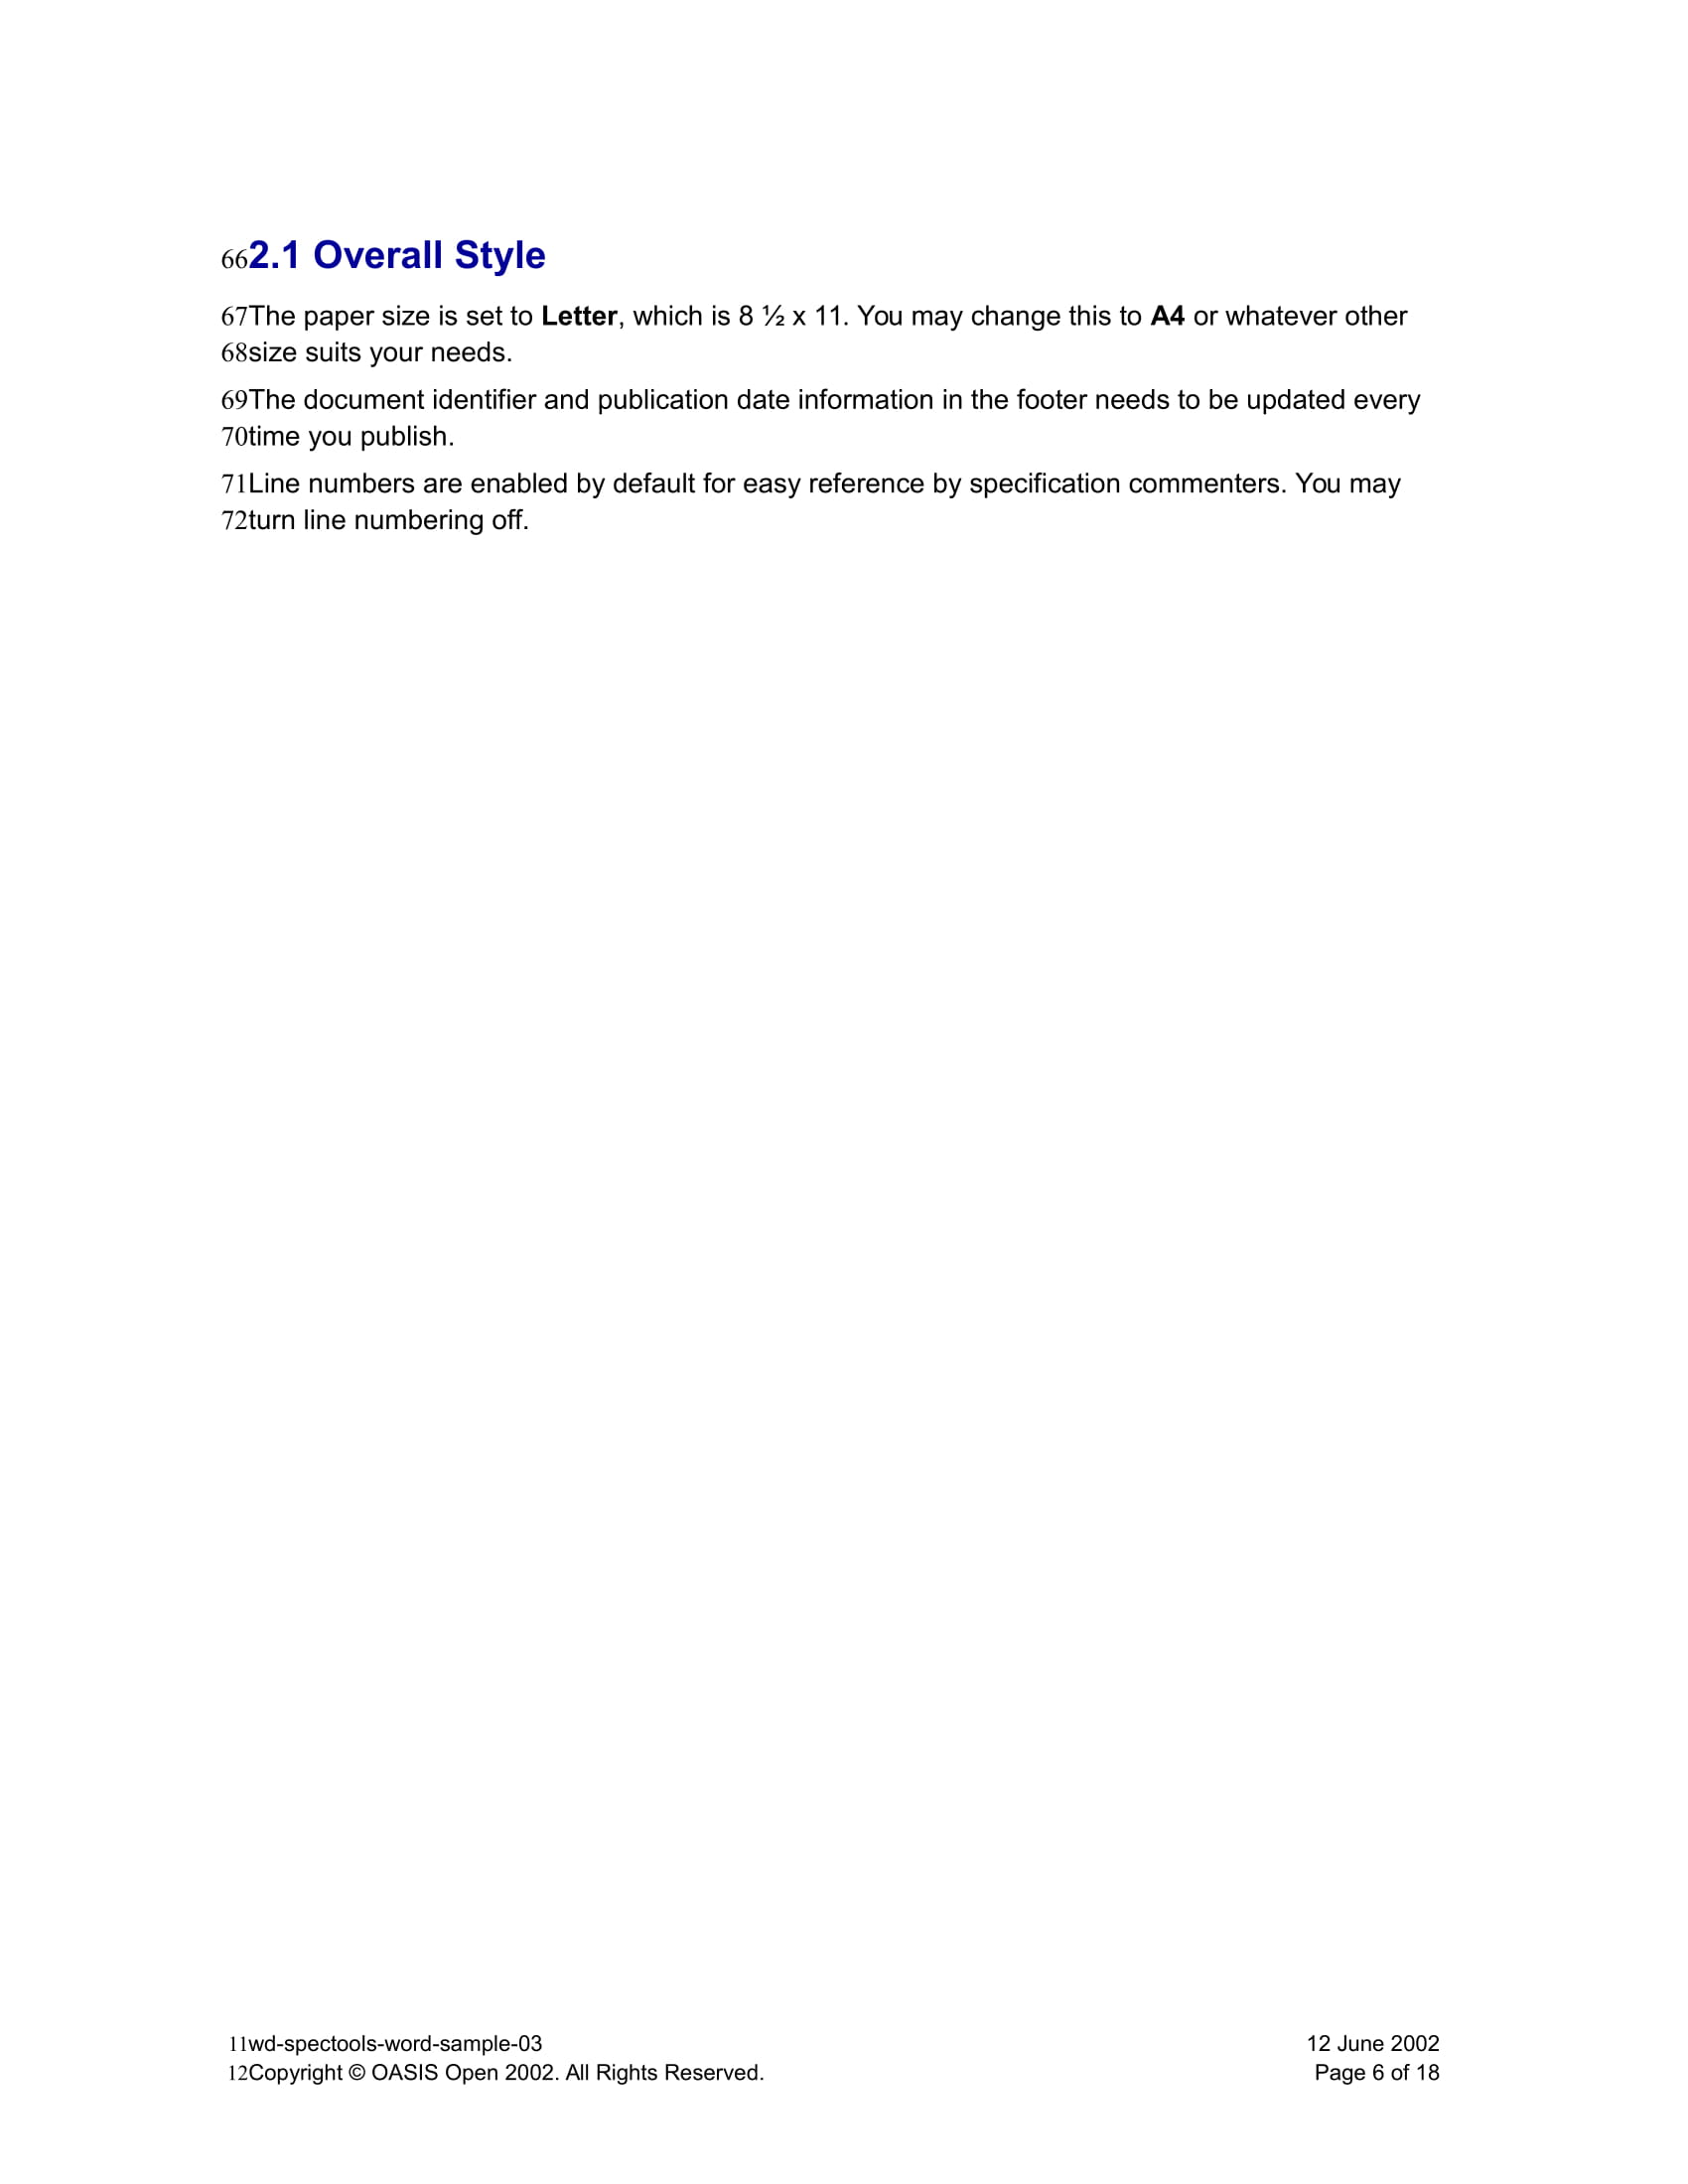 662.1 Overall Style
67The paper size is set to Letter, which is 8 ½ x 11. You may change this to A4 or whatever other
68size suits your needs.
69The document identifier and publication date information in the footer needs to be updated every
70time you publish.
71Line numbers are enabled by default for easy reference by specification commenters. You may
72turn line numbering off.
11wd-spectools-word-sample-03 12 June 2002
12Copyright © OASIS Open 2002. All Rights Reserved. Page 6 of 18